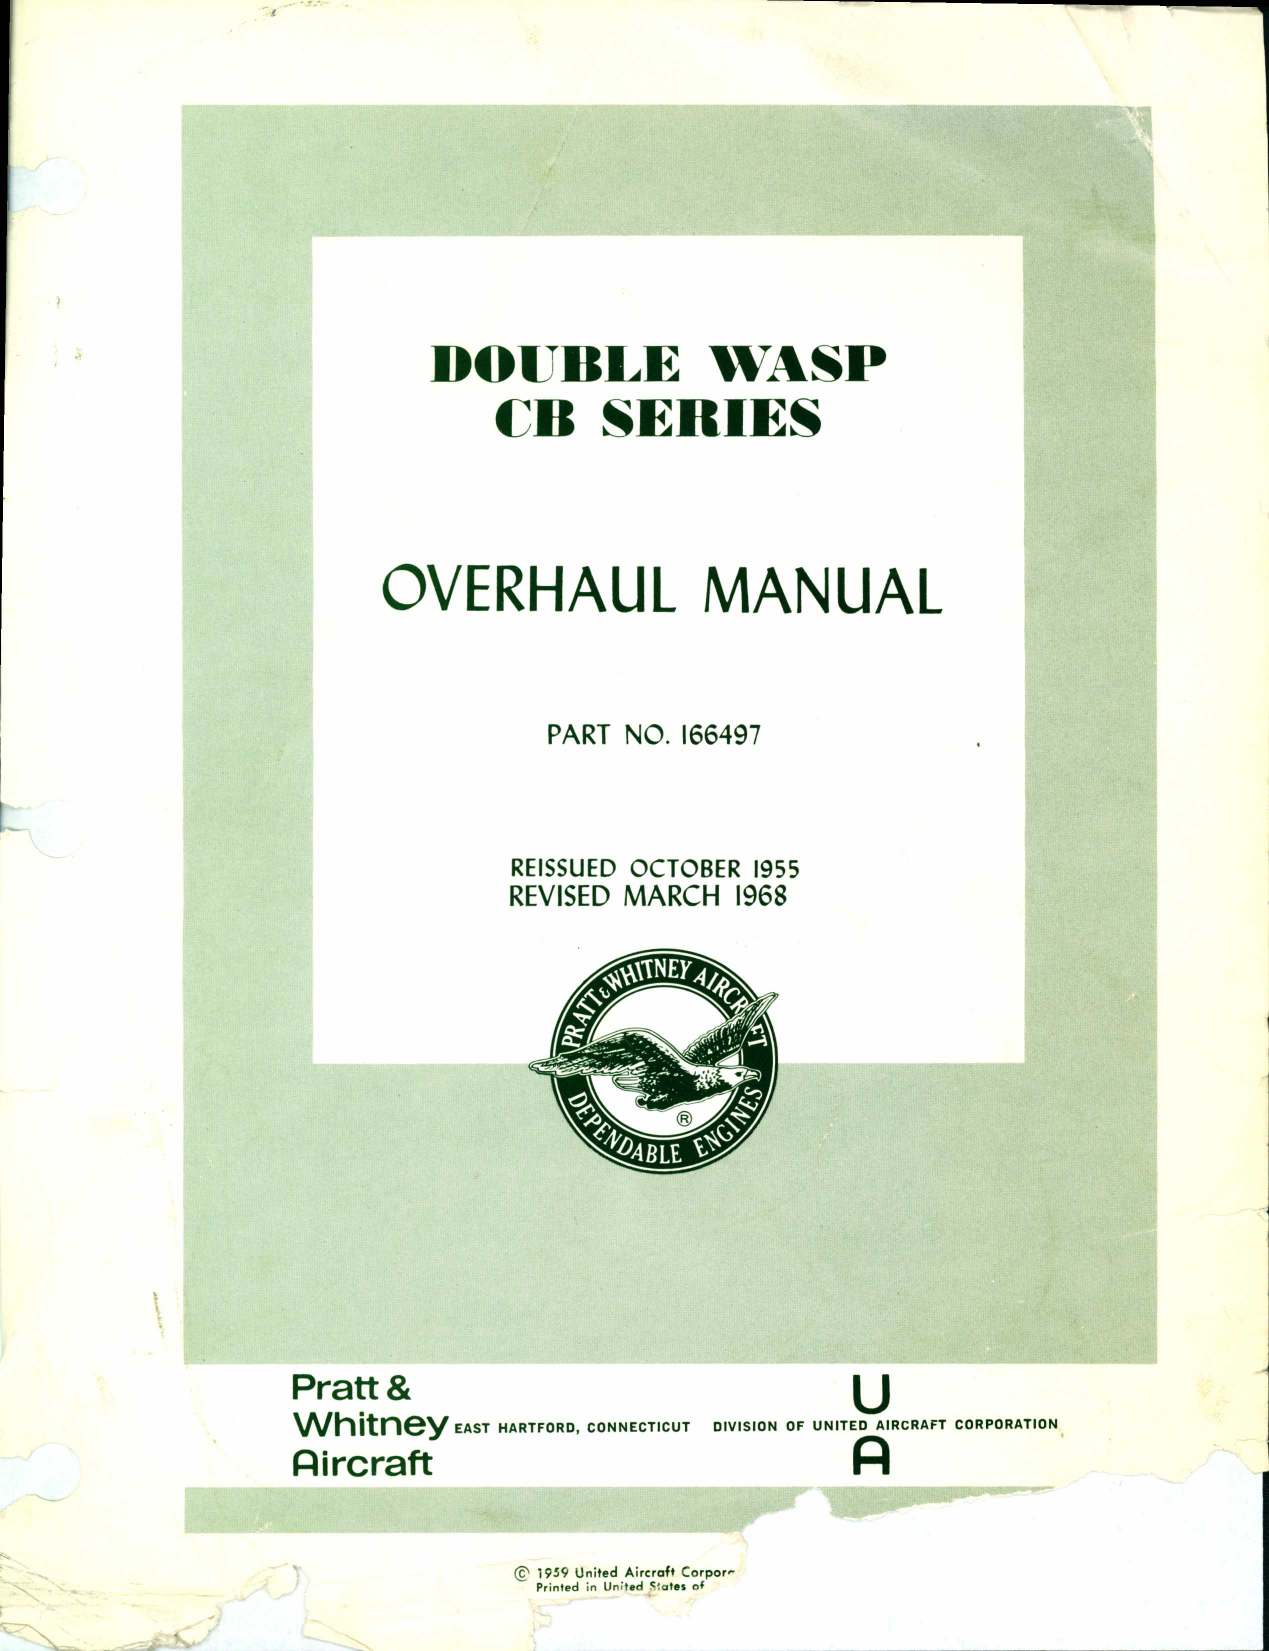 DOUBLE WASP
CB SERIES
OVERHAUL MANUAL
PART NO. 166497
REISSUED OCTOBER 1955
REVISED MARCH 1968
PRATT & WHITNEY AIRCRAFT
DEPENDABLE ENGINES
®
Pratt &
Whitney
Aircraft
EAST HARTFORD, CONNECTICUT DIVISION OF UNITED AIRCRAFT CORPORATION
U
A
© 1959 United Aircraft
Printed in United States of